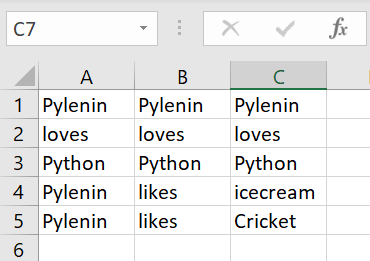 C7 fx
A B C
1 Pylenin Pylenin Pylenin
2 loves loves loves
3 Python Python Python
4 Pylenin likes icecream
5 Pylenin likes Cricket
6